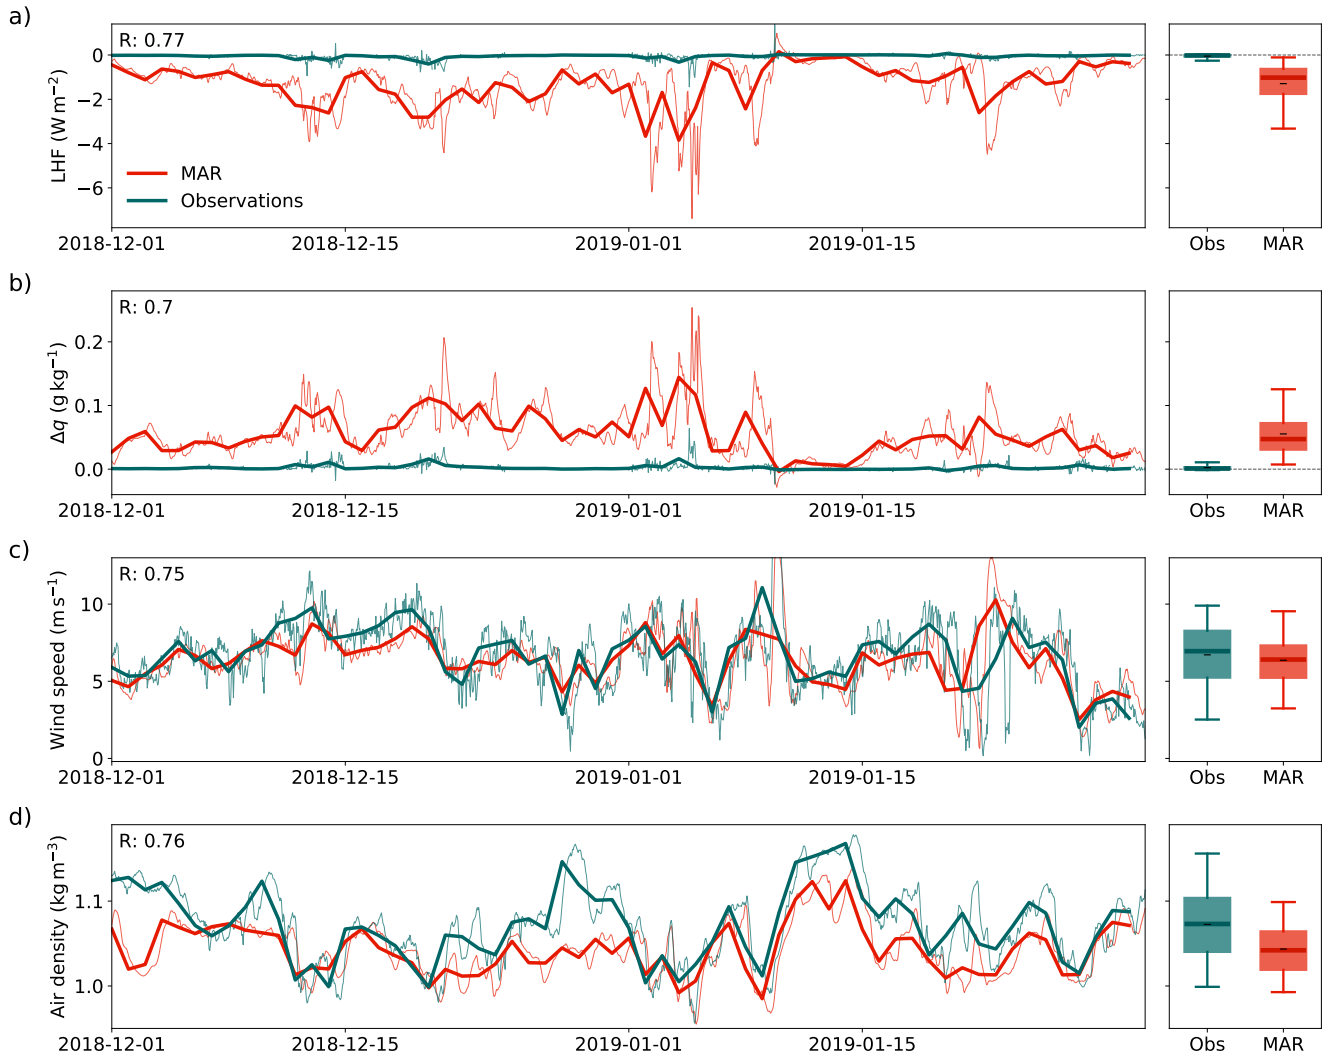 a)
R: 0.77
LHF (W m⁻²)
0
−2
−4
−6
MAR
Observations
2018-12-01
2018-12-15
2019-01-01
2019-01-15
Obs
MAR
b)
R: 0.7
Δq (g kg⁻¹)
0.2
0.1
0.0
2018-12-01
2018-12-15
2019-01-01
2019-01-15
Obs
MAR
c)
R: 0.75
Wind speed (m s⁻¹)
10
5
0
2018-12-01
2018-12-15
2019-01-01
2019-01-15
Obs
MAR
d)
R: 0.76
Air density (kg m⁻³)
1.1
1.0
2018-12-01
2018-12-15
2019-01-01
2019-01-15
Obs
MAR